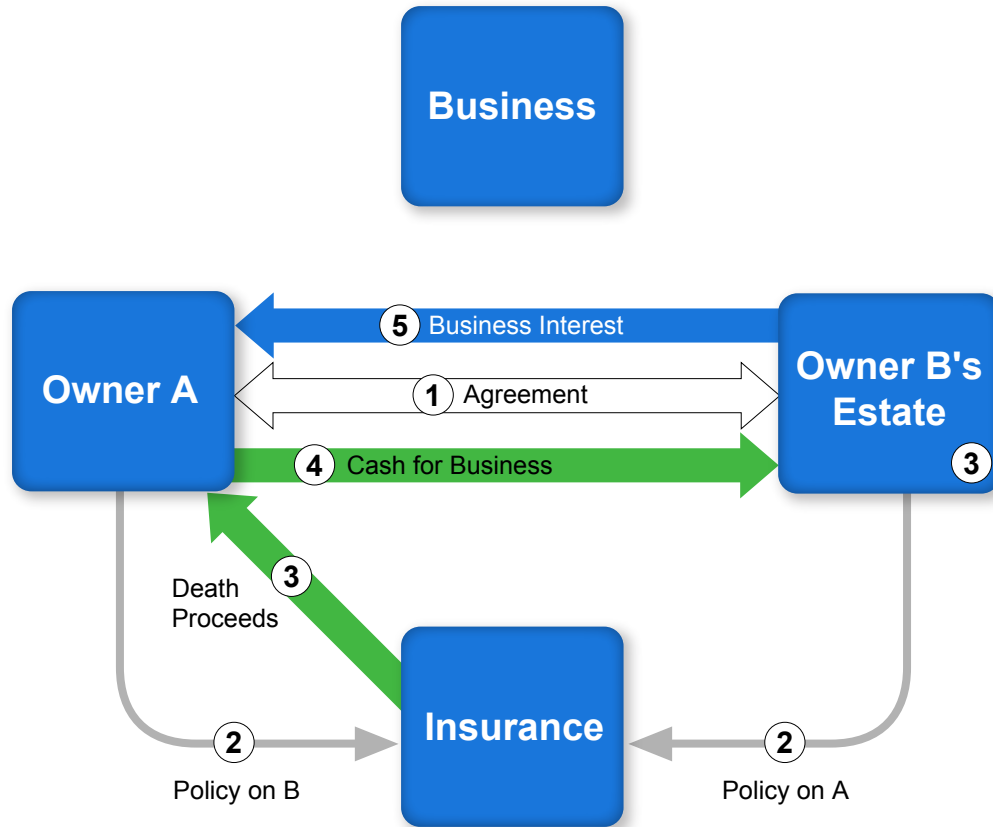 Business
5 Business Interest
Owner A
1 Agreement
Owner B's
Estate
3
4 Cash for Business
3
Death
Proceeds
Insurance
2
2
Policy on B
Policy on A